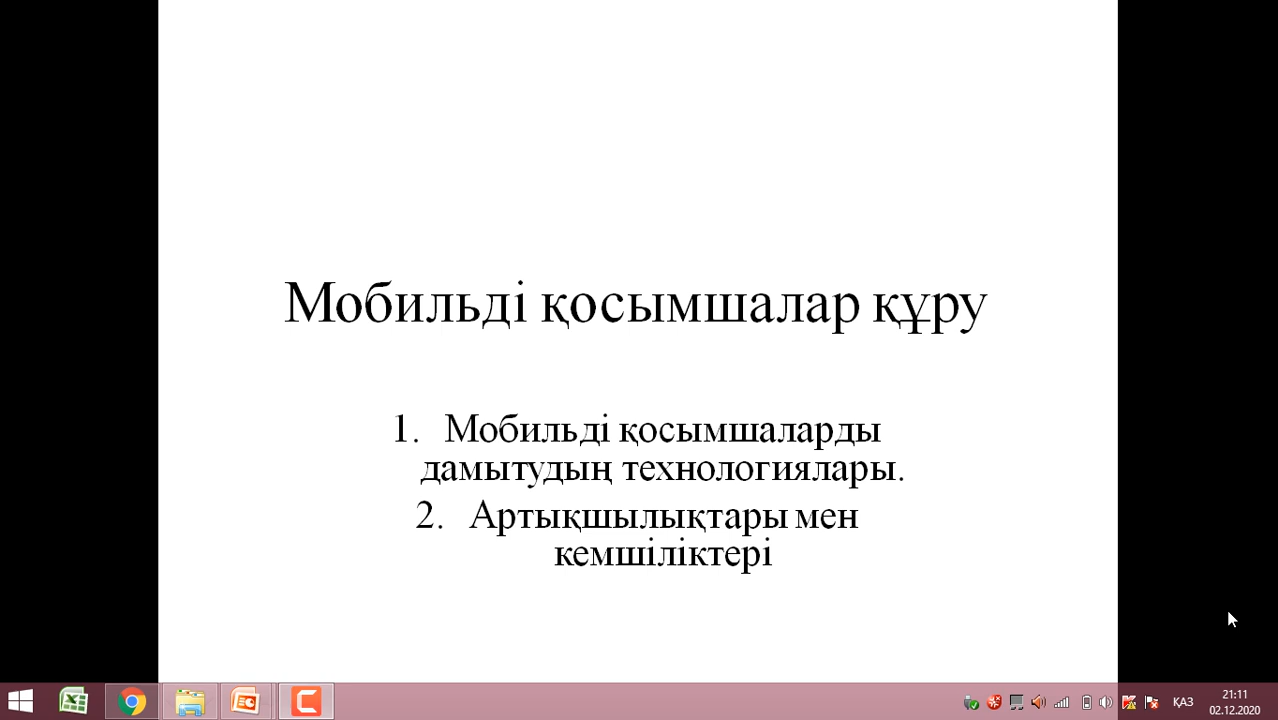 Мобильді қосымшалар құру
1. Мобильді қосымшаларды
дамытудың технологиялары.
2. Артықшылықтары мен
кемшіліктері
ҚАЗ
21:11
02.12.2020